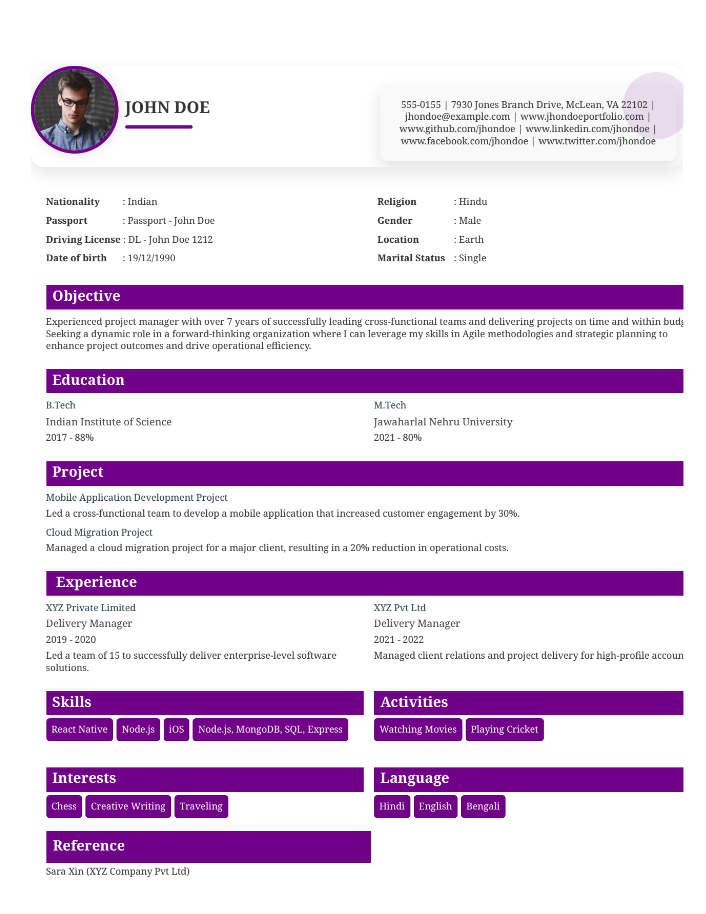 JOHN DOE
555-0155 | 7930 Jones Branch Drive, McLean, VA 22102 |
jhondoe@example.com | www.jhondoeportfolio.com |
www.github.com/jhondoe | www.linkedin.com/jhondoe |
www.facebook.com/jhondoe | www.twitter.com/jhondoe
Nationality : Indian
Passport : Passport - John Doe
Driving License : DL - John Doe 1212
Date of birth : 19/12/1990
Religion : Hindu
Gender : Male
Location : Earth
Marital Status : Single
Objective
Experienced project manager with over 7 years of successfully leading cross-functional teams and delivering projects on time and within
Seeking a dynamic role in a forward-thinking organization where I can leverage my skills in Agile methodologies and strategic planning to
enhance project outcomes and drive operational efficiency.
Education
B.Tech
Indian Institute of Science
2017 - 88%
M.Tech
Jawaharlal Nehru University
2021 - 80%
Project
Mobile Application Development Project
Led a cross-functional team to develop a mobile application that increased customer engagement by 30%.
Cloud Migration Project
Managed a cloud migration project for a major client, resulting in a 20% reduction in operational costs.
Experience
XYZ Private Limited
Delivery Manager
2019 - 2020
Led a team of 15 to successfully deliver enterprise-level software
solutions.
XYZ Pvt Ltd
Delivery Manager
2021 - 2022
Managed client relations and project delivery for high-profile accoun
Skills
React Native Node.js iOS Node.js, MongoDB, SQL, Express
Activities
Watching Movies Playing Cricket
Interests
Chess Creative Writing Traveling
Language
Hindi English Bengali
Reference
Sara Xin (XYZ Company Pvt Ltd)